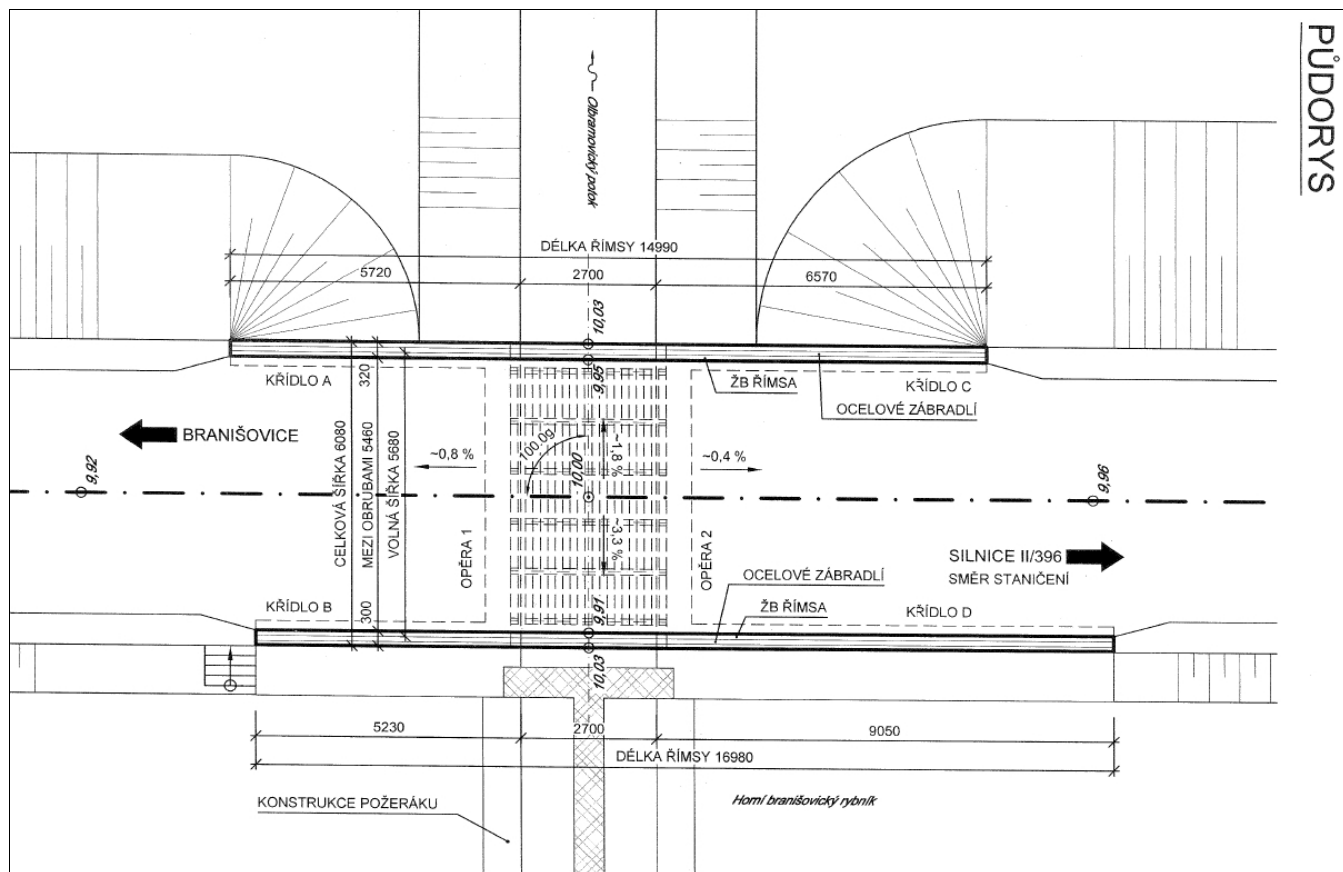 PŮDORYS
Olbramovický potok
DÉLKA ŘÍMSY 14990
5720
2700
6570
10,03
KŘÍDLO A
320
9,95
ŽB ŘÍMSA
KŘÍDLO C
OCELOVÉ ZÁBRADLÍ
BRANIŠOVICE
CELKOVÁ ŠÍŘKA 6080
MEZI OBRUBAMI 5460
VOLNÁ ŠÍŘKA 5680
~0,8 %
100.0g
10,00
~1,8 %
~0,4 %
9,92
9,96
OPĚRA 1
~3,3 %
OPĚRA 2
SILNICE II/396
SMĚR STANIČENÍ
OCELOVÉ ZÁBRADLÍ
ŽB ŘÍMSA
KŘÍDLO B
300
9,91
KŘÍDLO D
10,03
5230
2700
9050
DÉLKA ŘÍMSY 16980
KONSTRUKCE POŽERÁKU
Horní branišovický rybník